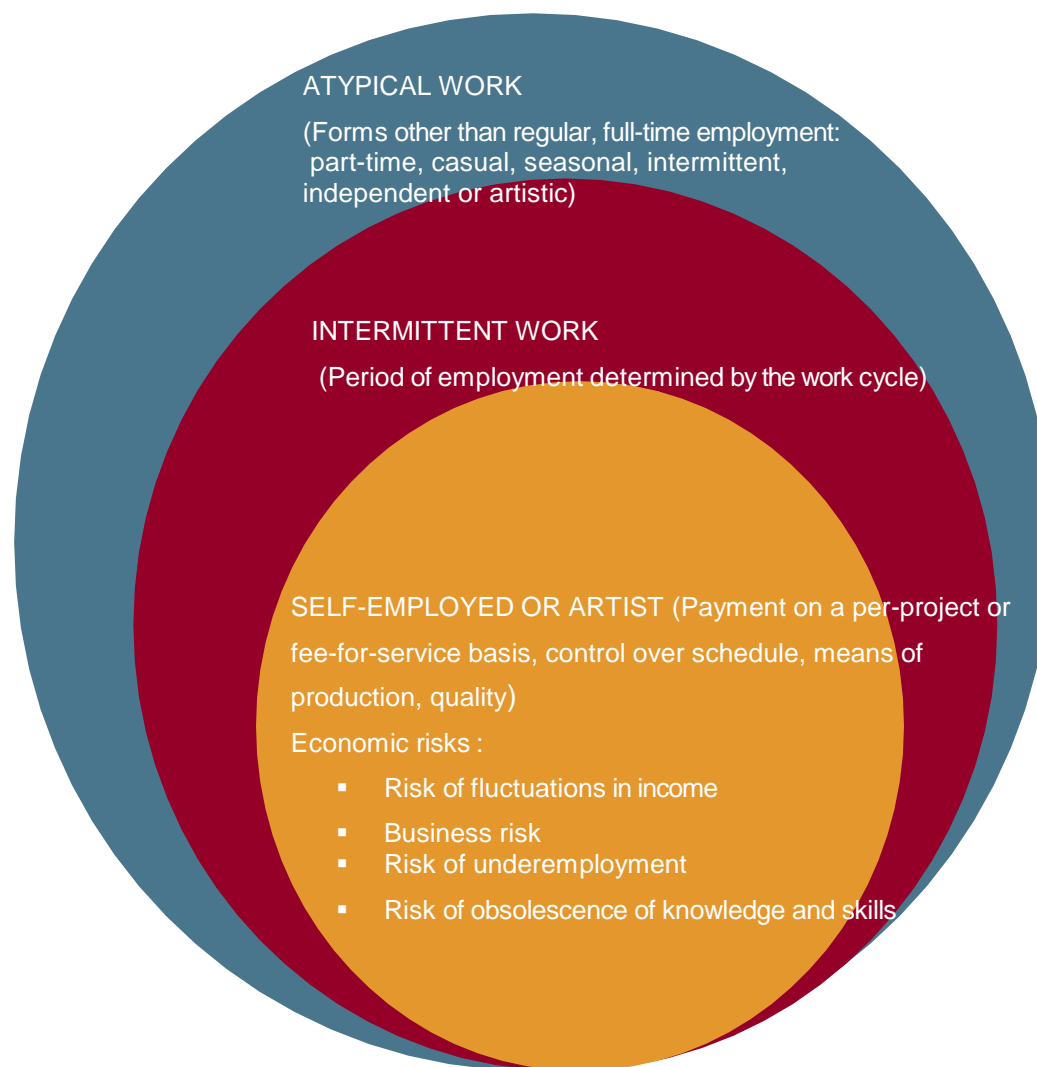 ATYPICAL WORK
(Forms other than regular, full-time employment:
part-time, casual, seasonal, intermittent,
independent or artistic)
INTERMITTENT WORK
(Period of employment determined by the work cycle)
SELF-EMPLOYED OR ARTIST (Payment on a per-project or
fee-for-service basis, control over schedule, means of
production, quality)
Economic risks :
▪ Risk of fluctuations in income
▪ Business risk
▪ Risk of underemployment
▪ Risk of obsolescence of knowledge and skills